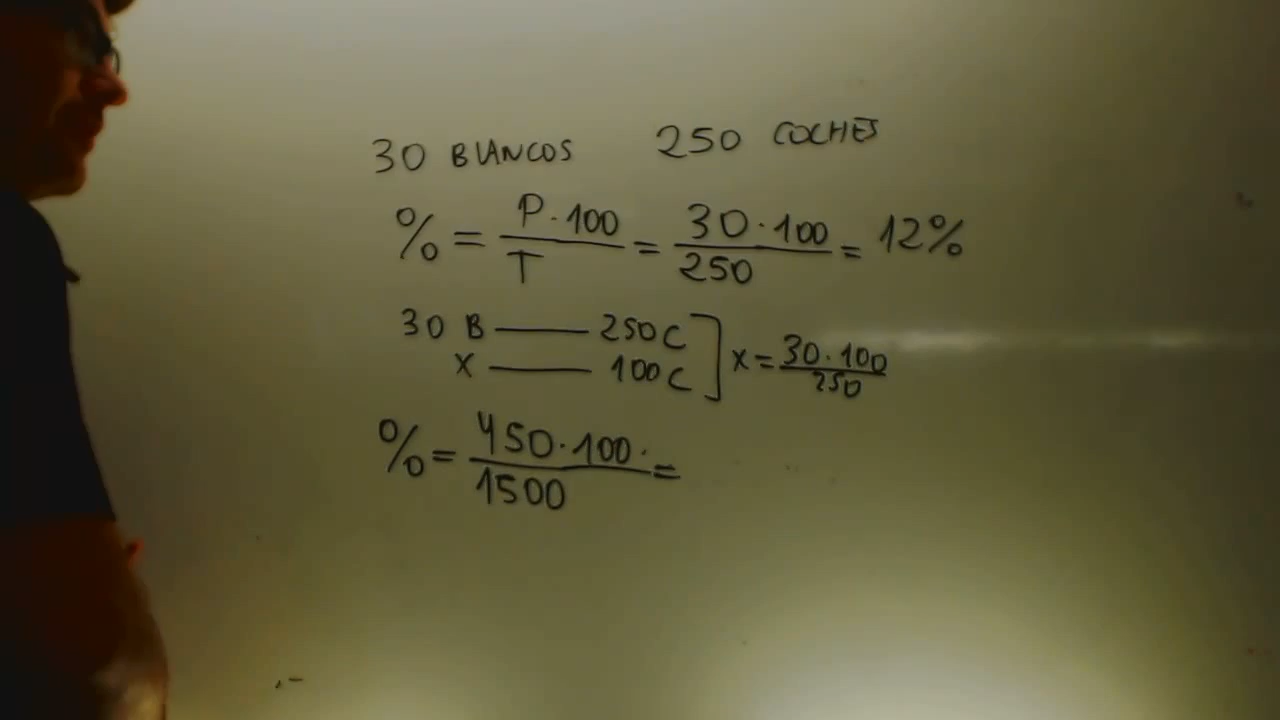 30 BLANCOS 250 COCHES
% = P·100 / T = 30·100 / 250 = 12%
30 B —— 250 C
x —— 100 C ] x = 30·100 / 250
% = 450·100 / 1500 =